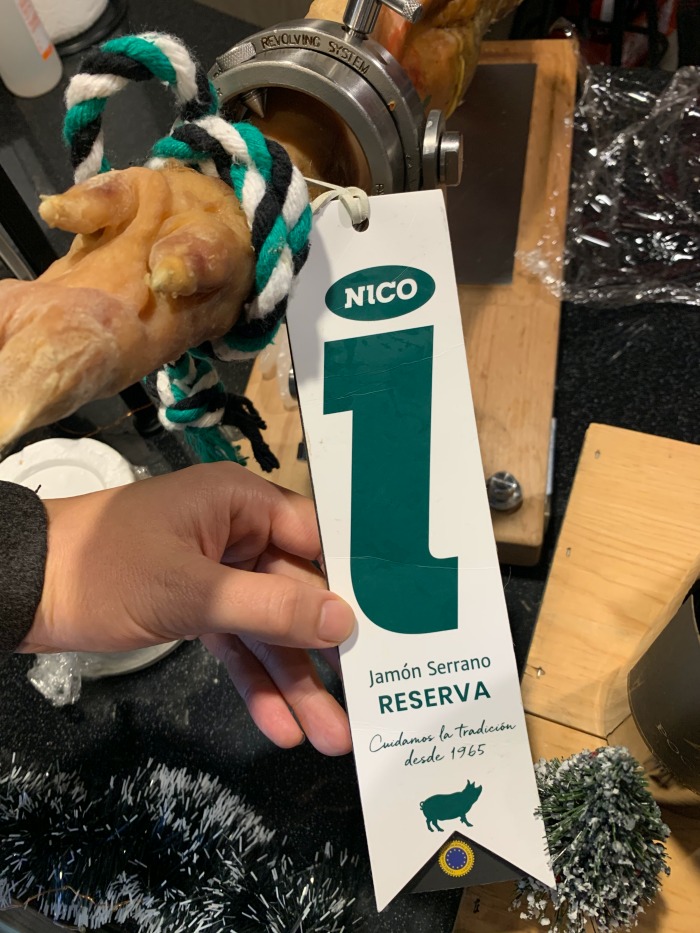 REVOLVING SYSTEM
NICO
Jamón Serrano
RESERVA
Cuidamos la tradición
desde 1965